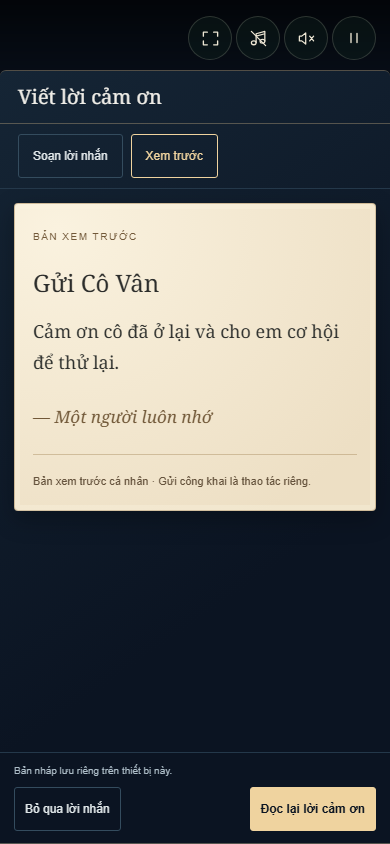 Viết lời cảm ơn
Soạn lời nhắn
Xem trước
BẢN XEM TRƯỚC
Gửi Cô Vân
Cảm ơn cô đã ở lại và cho em cơ hội
để thử lại.
— Một người luôn nhớ
Bản xem trước cá nhân · Gửi công khai là thao tác riêng.
Bản nháp lưu riêng trên thiết bị này.
Bỏ qua lời nhắn
Đọc lại lời cảm ơn